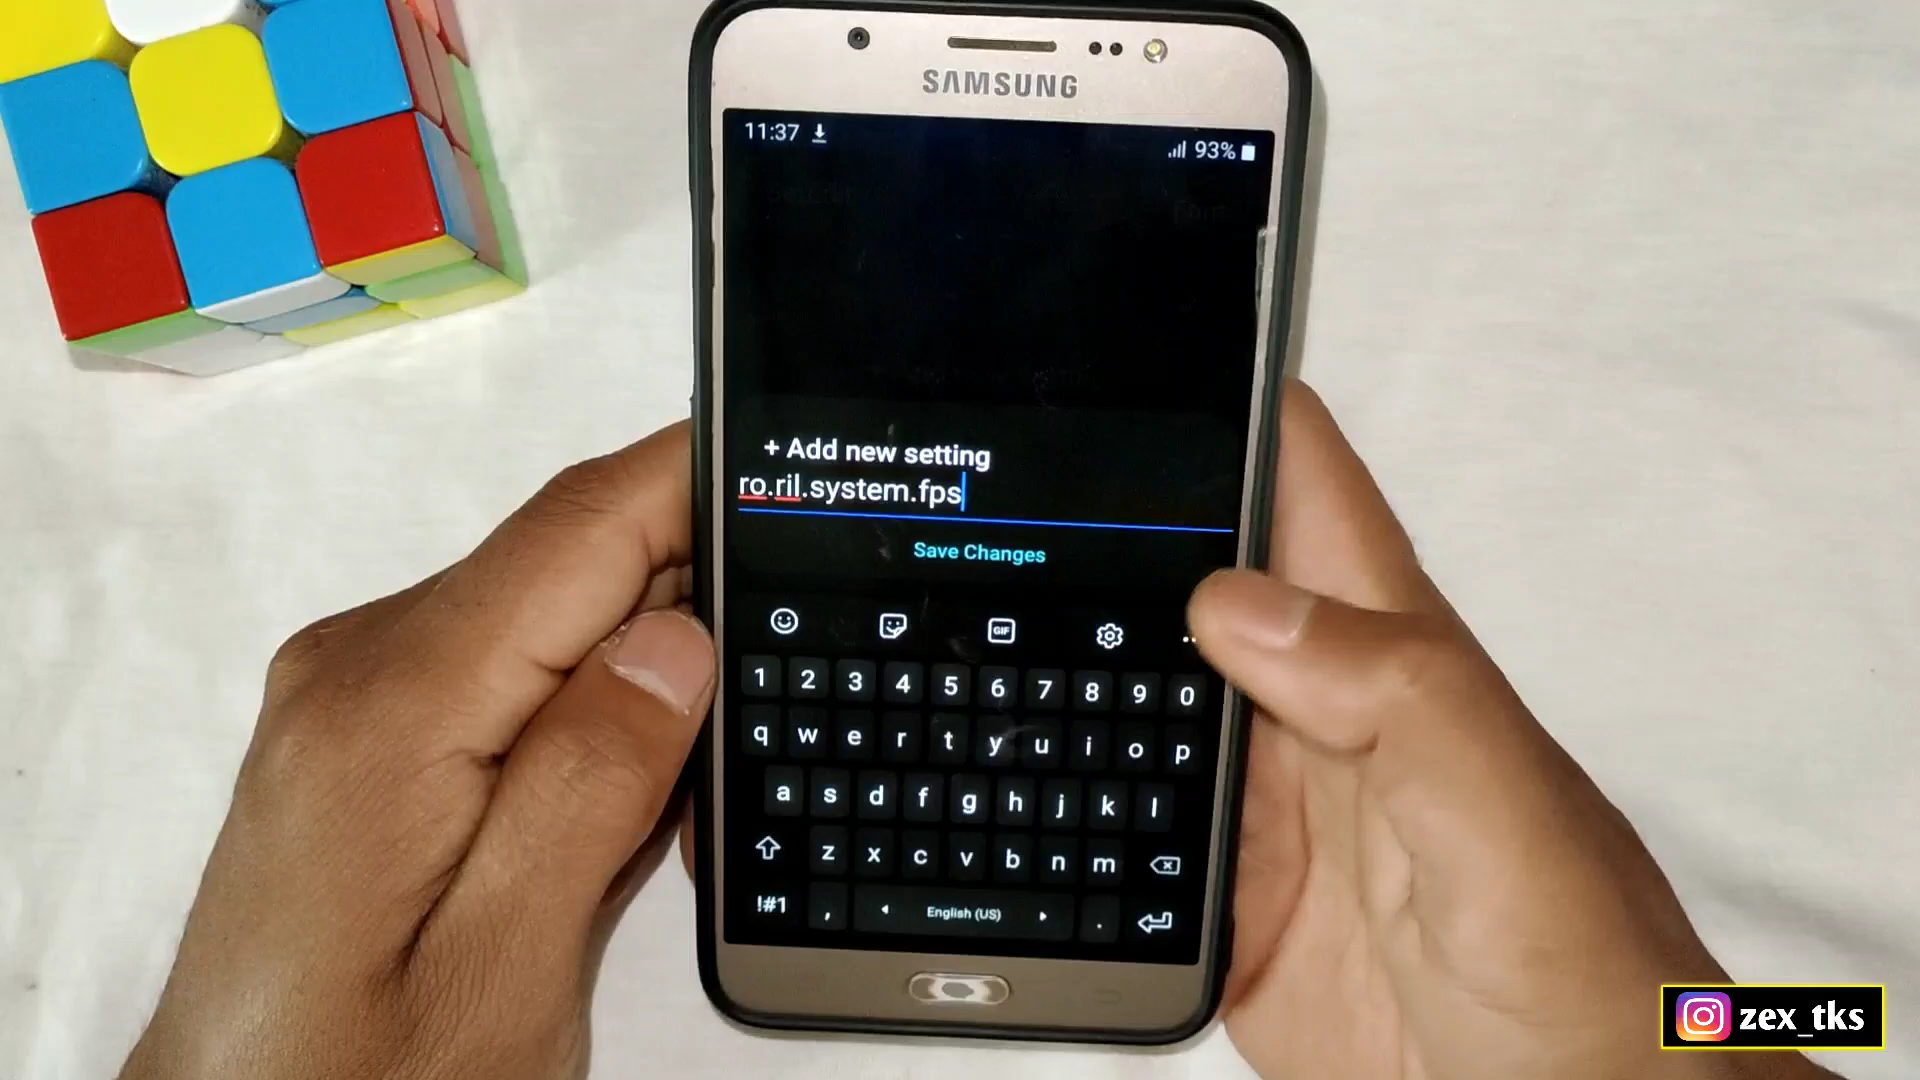 SAMSUNG
11:37
93%
+ Add new setting
ro.ril.system.fps
Save Changes
GIF
1 2 3 4 5 6 7 8 9 0
q w e r t y u i o p
a s d f g h j k l
z x c v b n m
!#1 , English (US) .
zex_tks